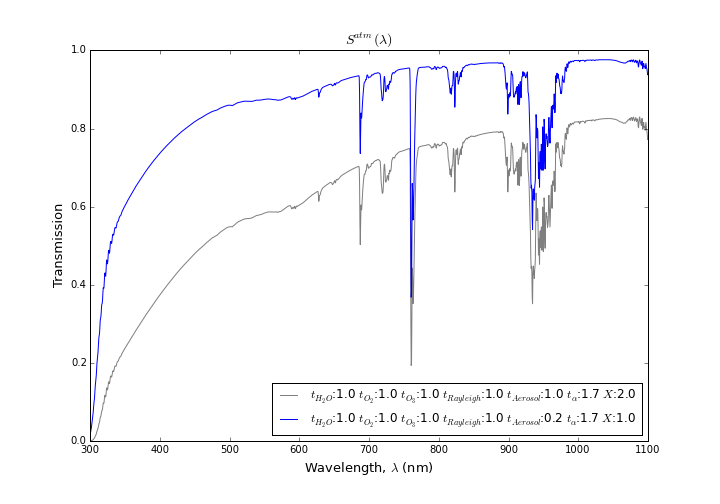 S^{atm}(λ)
1.0
0.8
0.6
0.4
0.2
0.0
Transmission
t_{H_2O}:1.0 t_{O_2}:1.0 t_{O_3}:1.0 t_{Rayleigh}:1.0 t_{Aerosol}:1.0 t_α:1.7 X:2.0
t_{H_2O}:1.0 t_{O_2}:1.0 t_{O_3}:1.0 t_{Rayleigh}:1.0 t_{Aerosol}:0.2 t_α:1.7 X:1.0
300 400 500 600 700 800 900 1000 1100
Wavelength, λ (nm)